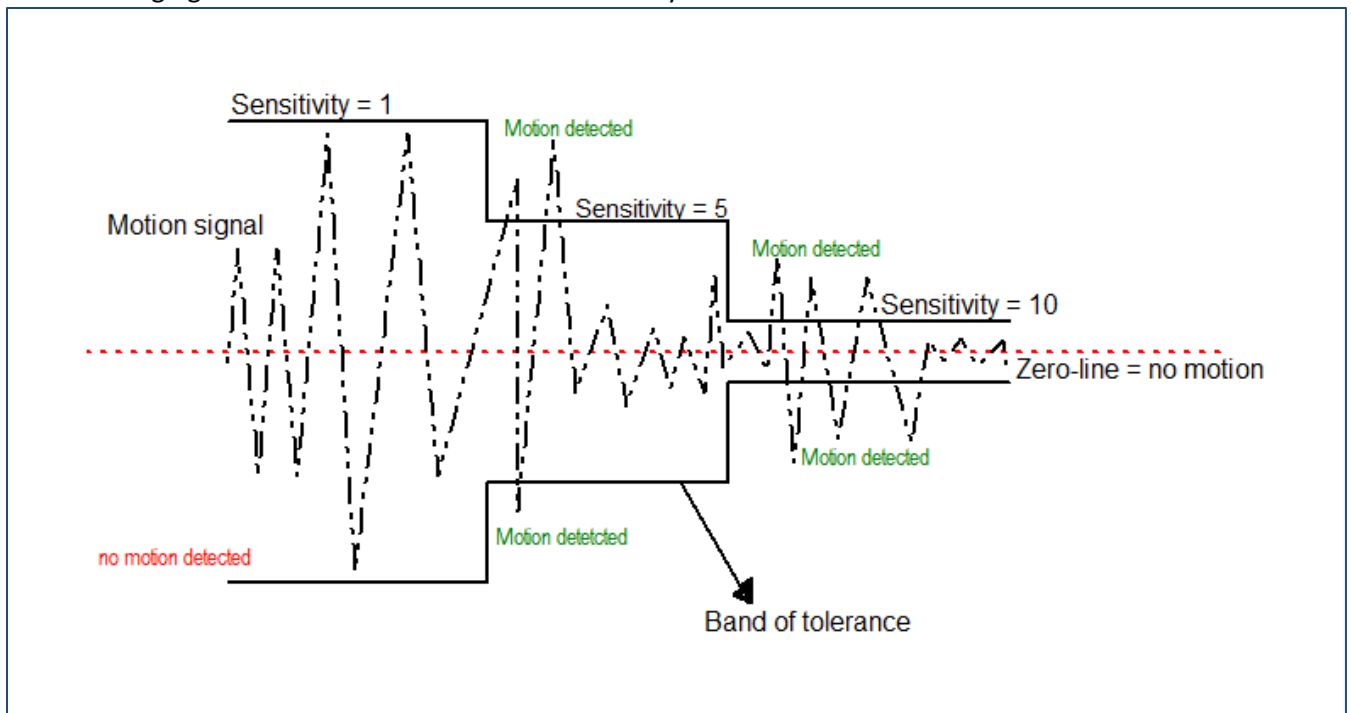 Sensitivity = 1
Motion detected
Sensitivity = 5
Motion signal
Motion detected
Sensitivity = 10
Zero-line = no motion
Motion detected
Motion detetcted
no motion detected
Band of tolerance